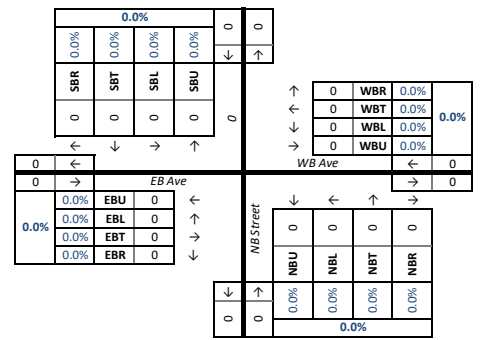 0.0%
0 0
0.0% 0.0% 0.0% 0.0%
↓ ↑
SBR SBT SBL SBU
0 0 0 0
0
← ↓ → ↑
↑ 0 WBR 0.0%
← 0 WBT 0.0%
↓ 0 WBL 0.0%
→ 0 WBU 0.0%
0.0%
WB Ave
0 ←
← 0
0 →
→ 0
EB Ave
0.0% EBU 0 ←
0.0% EBL 0 ↑
0.0% EBT 0 →
0.0% EBR 0 ↓
0.0%
NB Street
↓ ← ↑ →
0 0 0 0
NBU NBL NBT NBR
0.0% 0.0% 0.0% 0.0%
↓ ↑
0 0
0.0%